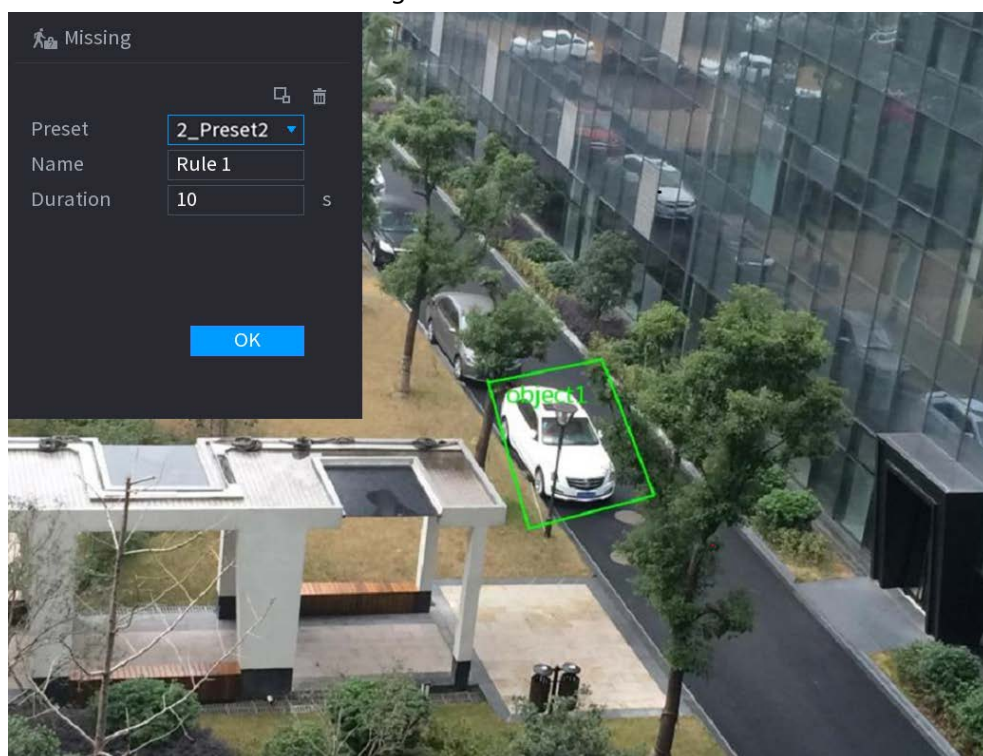 Missing
Preset 2_Preset2
Name Rule 1
Duration 10 s
OK
object1